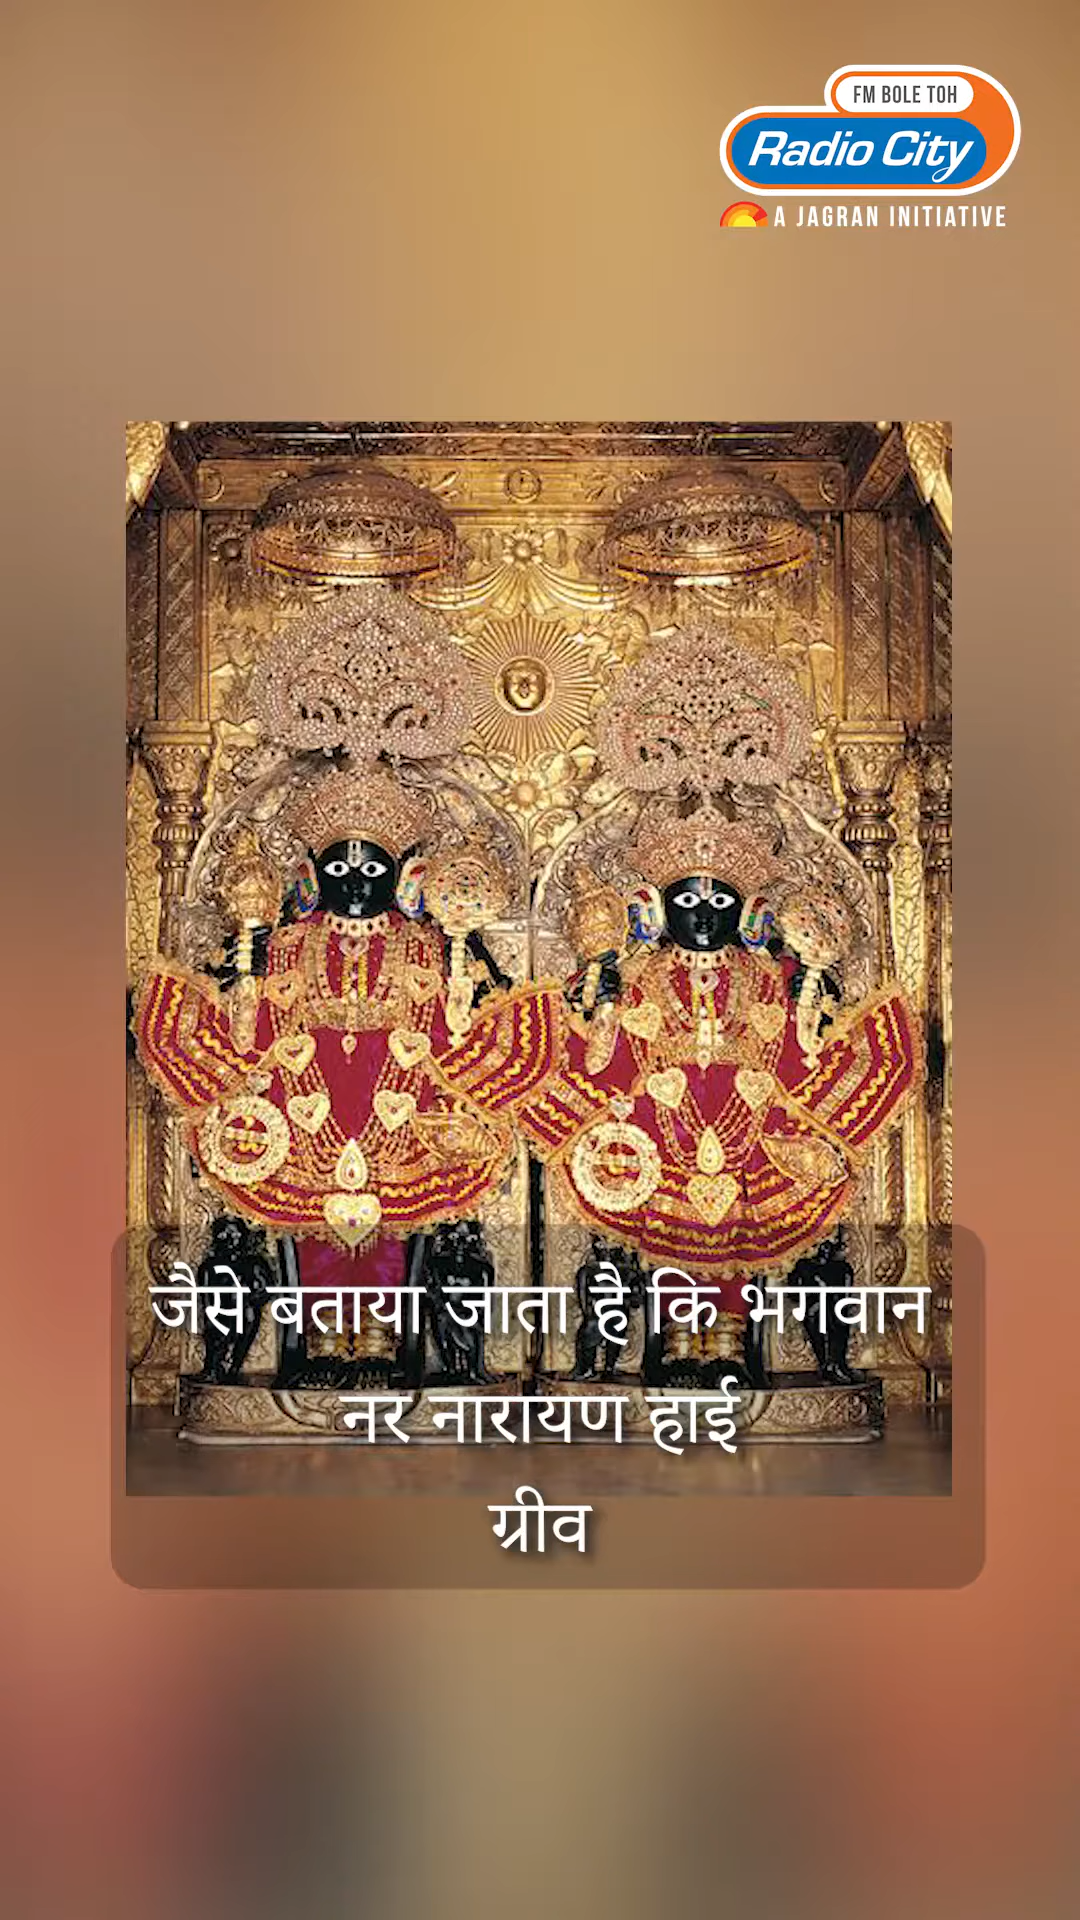 FM BOLE TOH
Radio City
A JAGRAN INITIATIVE
जैसे बताया जाता है कि भगवान
नर नारायण हाई
ग्रीव